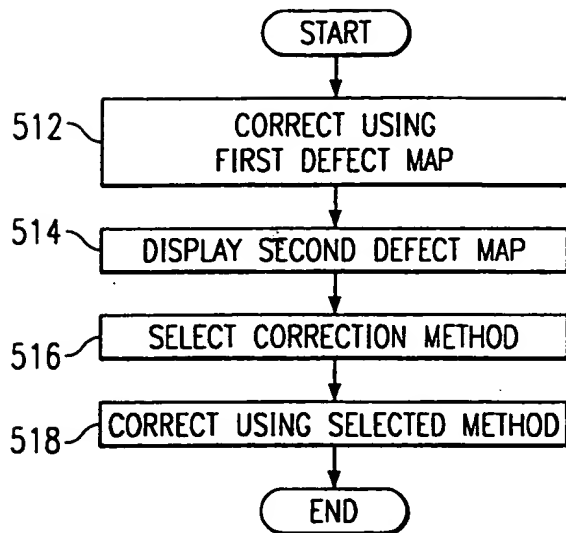 START
512
CORRECT USING
FIRST DEFECT MAP
514
DISPLAY SECOND DEFECT MAP
516
SELECT CORRECTION METHOD
518
CORRECT USING SELECTED METHOD
END